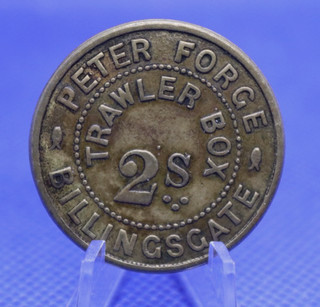 PETER FORGE
TRAWLER BOX
2S
BILLINGSGATE